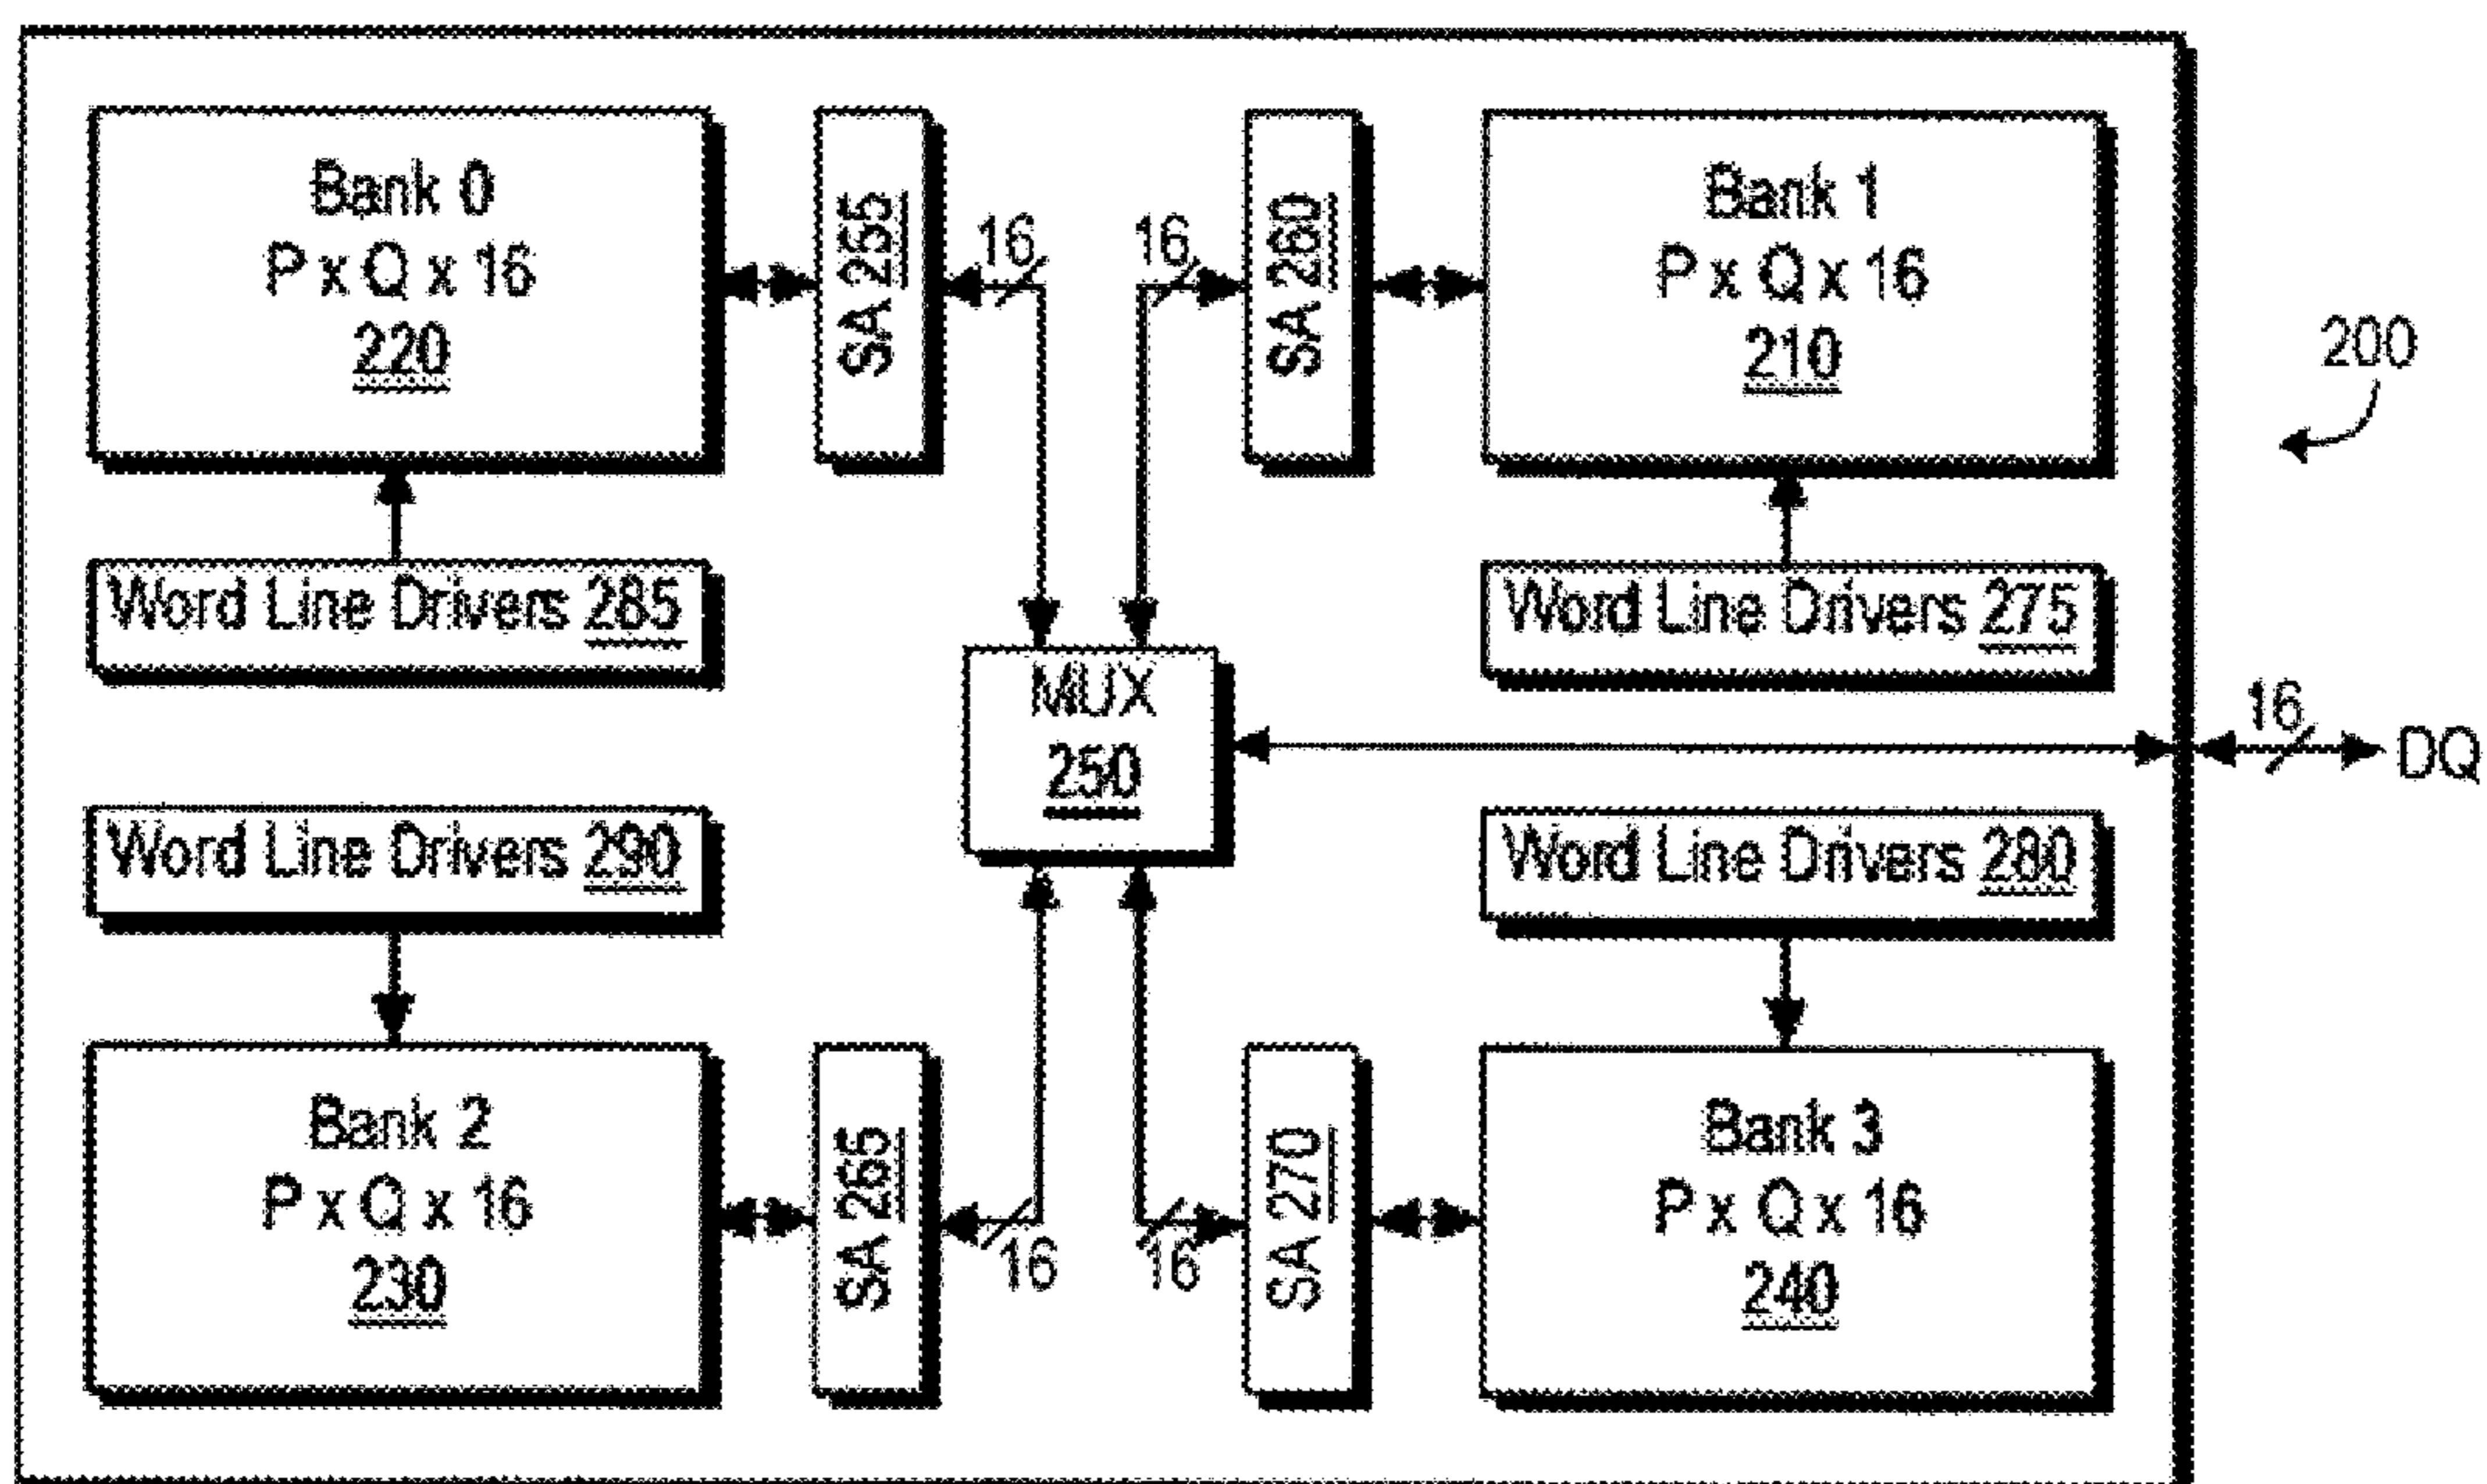 Bank 0
P x Q x 16
220
SA 255
16
16
SA 260
Bank 1
P x Q x 16
210
200
Word Line Drivers 285
Word Line Drivers 275
MUX
250
16
DQ
Word Line Drivers 290
Word Line Drivers 280
Bank 2
P x Q x 16
230
SA 265
16
16
SA 270
Bank 3
P x Q x 16
240